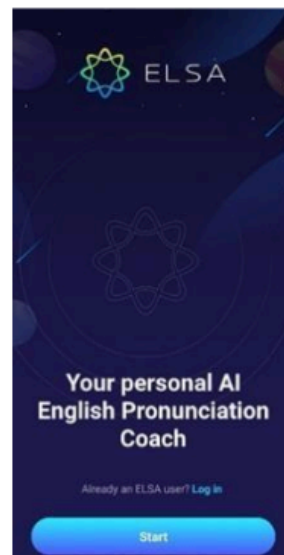 ELSA
Your personal AI
English Pronunciation
Coach
Already an ELSA user? Log in
Start